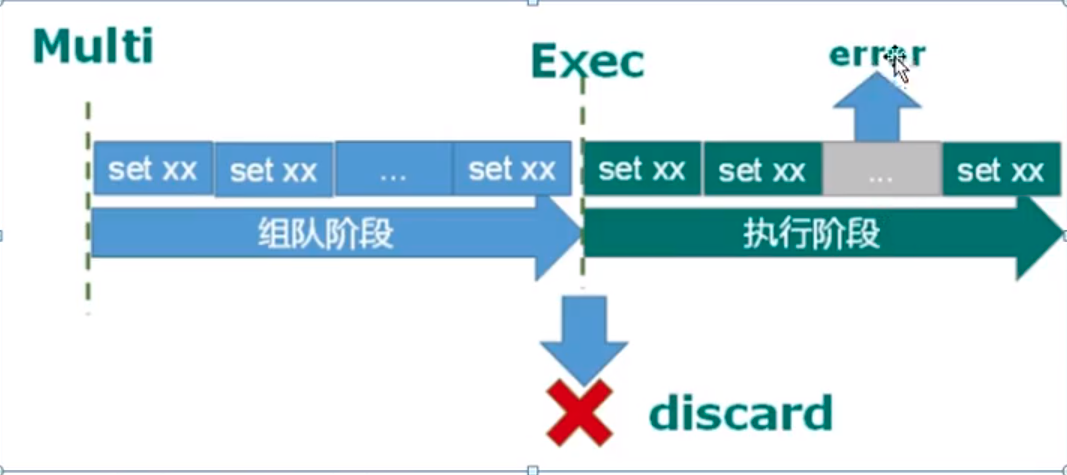 Multi
Exec
error
set xx set xx ... set xx set xx set xx ... set xx
组队阶段 执行阶段
discard